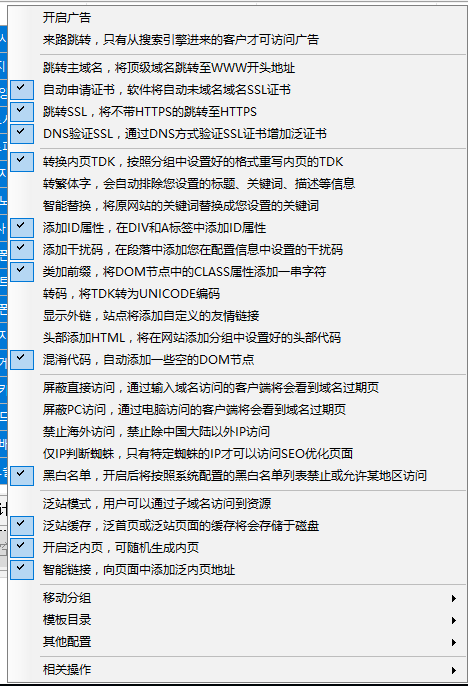 开启广告
来路跳转，只有从搜索引擎进来的客户才可访问广告
跳转主域名，将顶级域名跳转至WWW开头地址
自动申请证书，软件将自动未域名域名SSL证书
跳转SSL，将不带HTTPS的跳转至HTTPS
DNS验证SSL，通过DNS方式验证SSL证书增加泛证书
转换内页TDK，按照分组中设置好的格式重写内页的TDK
转繁体字，会自动排除您设置的标题、关键词、描述等信息
智能替换，将原网站的关键词替换成您设置的关键词
添加ID属性，在DIV和A标签中添加ID属性
添加干扰码，在段落中添加您在配置信息中设置的干扰码
类加前缀，将DOM节点中的CLASS属性添加一串字符
转码，将TDK转为UNICODE编码
显示外链，站点将添加自定义的友情链接
头部添加HTML，将在网站添加分组中设置好的头部代码
混淆代码，自动添加一些空的DOM节点
屏蔽直接访问，通过输入域名访问的客户端将会看到域名过期页
屏蔽PC访问，通过电脑访问的客户端将会看到域名过期页
禁止海外访问，禁止除中国大陆以外IP访问
仅IP判断蜘蛛，只有特定蜘蛛的IP才可以访问SEO优化页面
黑白名单，开启后将按照系统配置的黑白名单列表禁止或允许某地区访问
泛站模式，用户可以通过子域名访问到资源
泛站缓存，泛首页或泛站页面的缓存将会存储于磁盘
开启泛内页，可随机生成内页
智能链接，向页面中添加泛内页地址
移动分组
模板目录
其他配置
相关操作